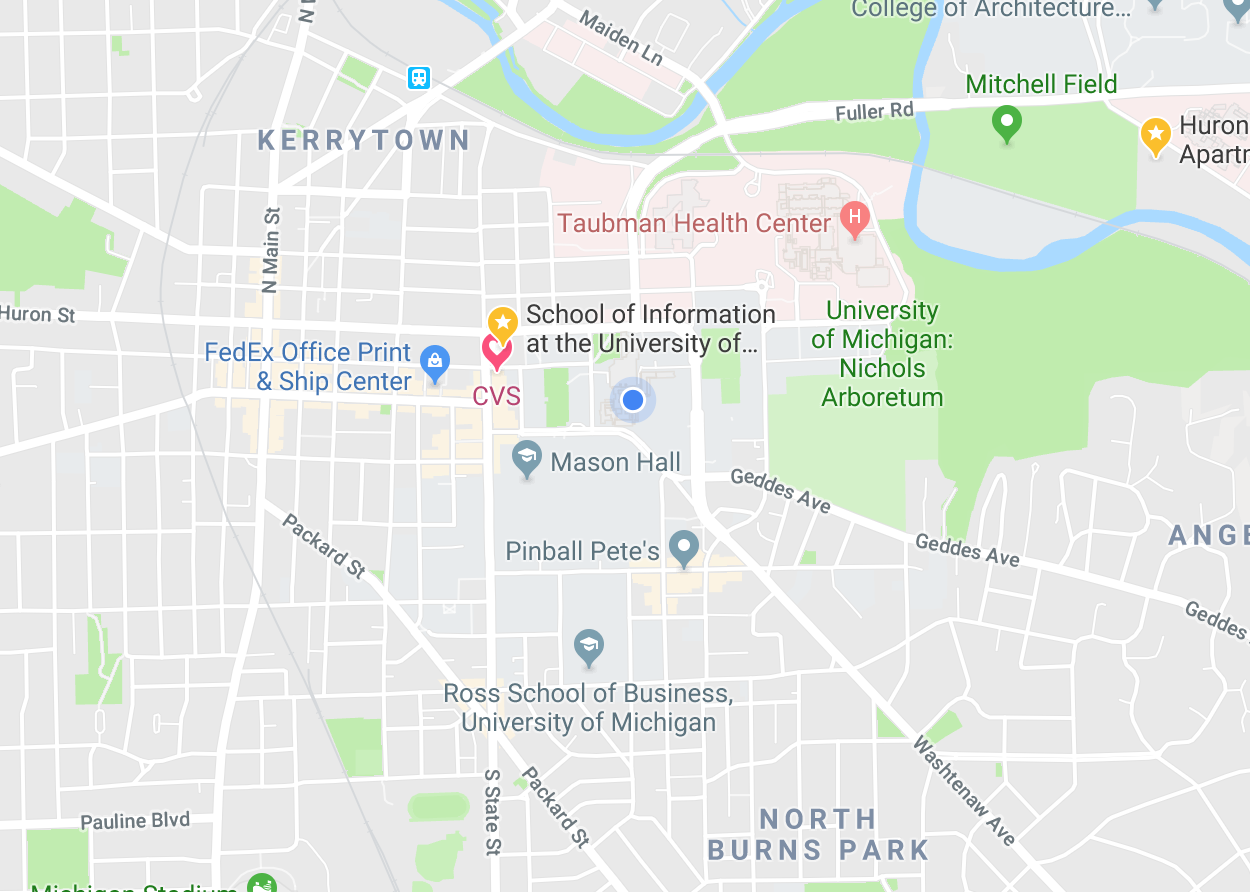 College of Architecture...
N
Maiden Ln
Mitchell Field
Fuller Rd
Huron
Apartm
KERRYTOWN
Taubman Health Center
H
N Main St
Huron St
School of Information
at the University of...
University
of Michigan:
Nichols
Arboretum
FedEx Office Print
& Ship Center
CVS
Mason Hall
Geddes Ave
Packard St
Geddes Ave
ANGE
Pinball Pete's
Geddes
Ross School of Business,
University of Michigan
Washtenaw Ave
S State St
Packard St
Pauline Blvd
NORTH
BURNS PARK
Michigan Stadium